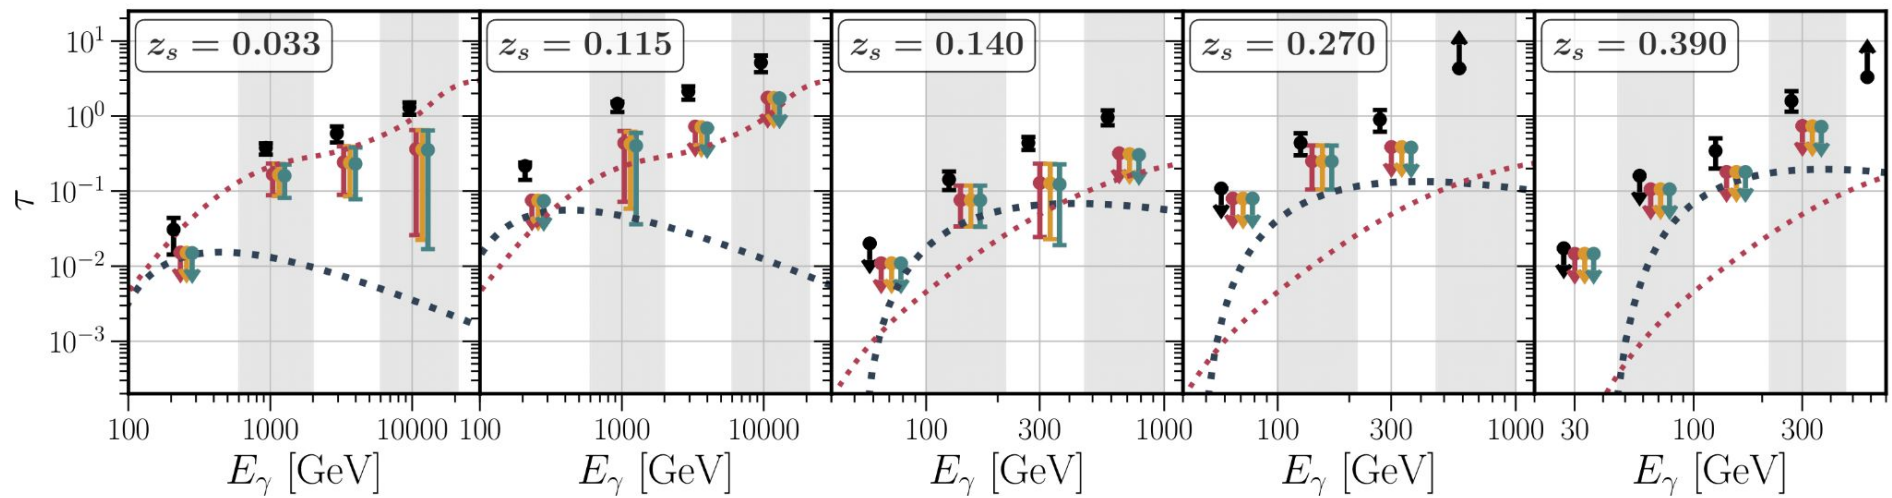 z_s = 0.033 z_s = 0.115 z_s = 0.140 z_s = 0.270 z_s = 0.390
10^1
10^0
10^{-1}
10^{-2}
10^{-3}
τ
100 1000 10000 100 1000 10000 100 300 1000 100 300 1000 30 100 300
E_γ [GeV] E_γ [GeV] E_γ [GeV] E_γ [GeV] E_γ [GeV]